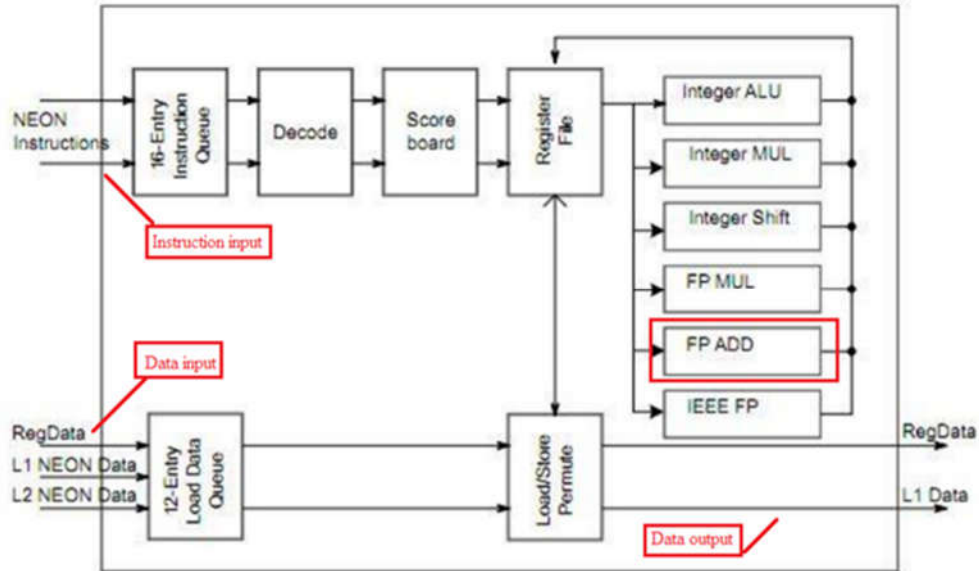 NEON
Instructions
16-Entry
Instruction
Queue
Decode
Score
board
Register
File
Integer ALU
Integer MUL
Integer Shift
FP MUL
FP ADD
IEEE FP
Instruction input
Data input
RegData
L1 NEON Data
L2 NEON Data
12-Entry
Load Data
Queue
Load/Store
Permute
RegData
L1 Data
Data output